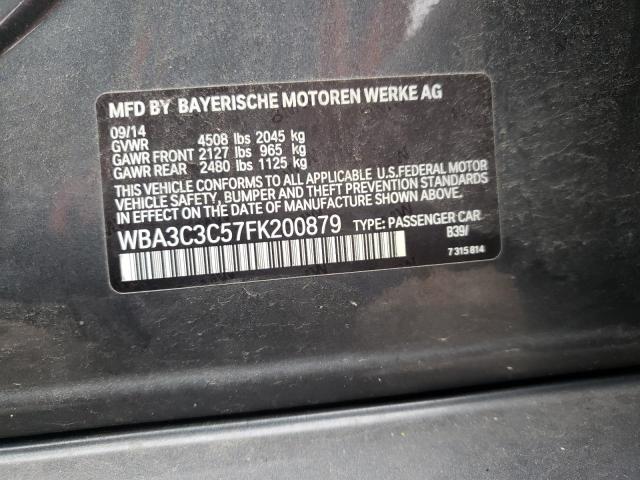 MFD BY BAYERISCHE MOTOREN WERKE AG
09/14
GVWR 4508 lbs 2045 kg
GAWR FRONT 2127 lbs 965 kg
GAWR REAR 2480 lbs 1125 kg
THIS VEHICLE CONFORMS TO ALL APPLICABLE U.S.FEDERAL MOTOR
VEHICLE SAFETY, BUMPER AND THEFT PREVENTION STANDARDS
IN EFFECT ON THE DATE OF MANUFACTURE SHOWN ABOVE.
WBA3C3C57FK200879 TYPE: PASSENGER CAR
B39/
7 315 814